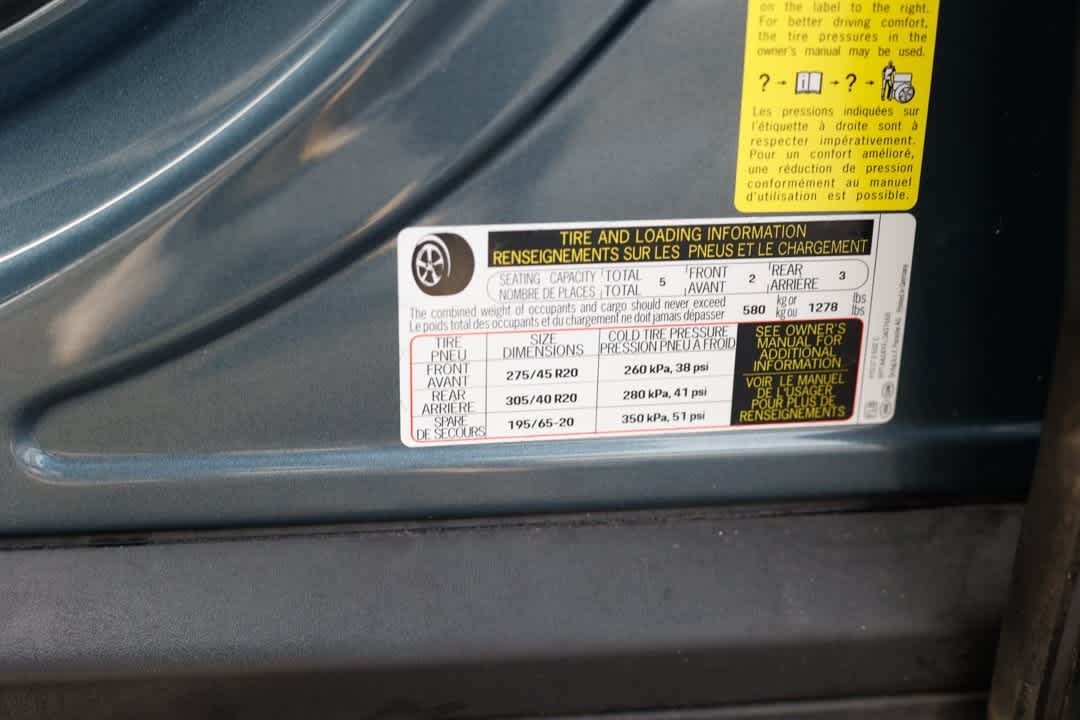 on the label to the right.
For better driving comfort,
the tire pressures in the
owner's manual may be used.
? - i - ? -
Les pressions indiquées sur
l'étiquette à droite sont à
respecter impérativement.
Pour un confort amélioré,
une réduction de pression
conformément au manuel
d'utilisation est possible.
TIRE AND LOADING INFORMATION
RENSEIGNEMENTS SUR LES PNEUS ET LE CHARGEMENT
SEATING CAPACITY TOTAL 5 FRONT 2 REAR 3
NOMBRE DE PLACES TOTAL AVANT ARRIÈRE
The combined weight of occupants and cargo should never exceed 580 kg or 1278 lbs
Le poids total des occupants et du chargement ne doit jamais dépasser kg ou lbs
TIRE SIZE COLD TIRE PRESSURE
PNEU DIMENSIONS PRESSION PNEU À FROID
FRONT 275/45 R20 260 kPa, 38 psi
AVANT
REAR 305/40 R20 280 kPa, 41 psi
ARRIÈRE
SPARE 195/65-20 350 kPa, 51 psi
DE SECOURS
SEE OWNER'S
MANUAL FOR
ADDITIONAL
INFORMATION
VOIR LE MANUEL
DE L'USAGER
POUR PLUS DE
RENSEIGNEMENTS